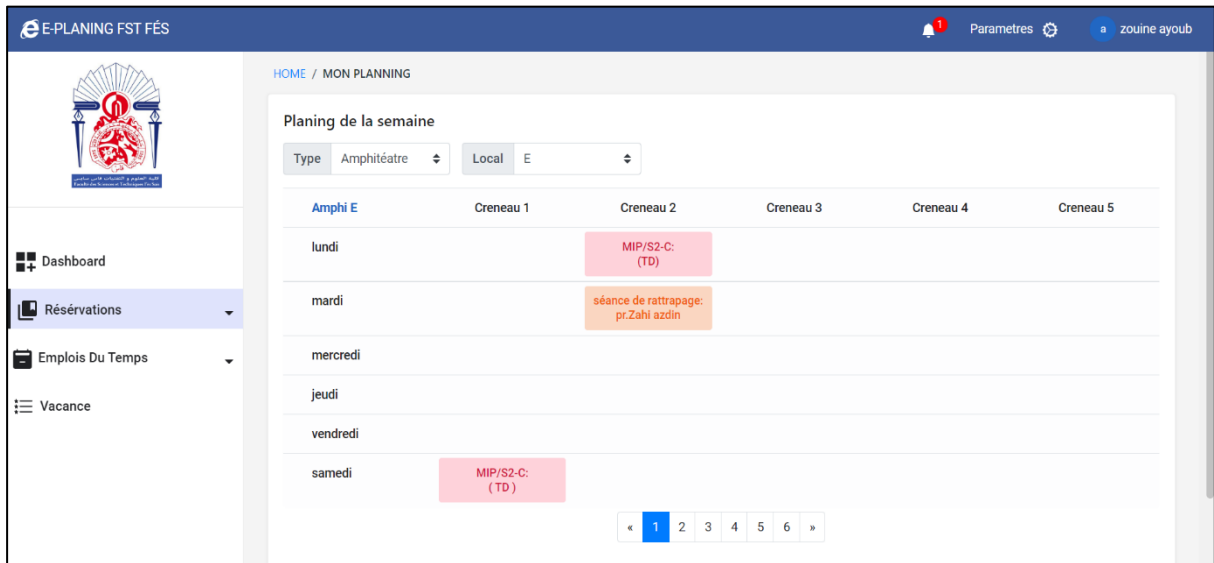 E-PLANING FST FÉS
1
Parametres
a zouine ayoub
HOME / MON PLANNING
Planing de la semaine
Type Amphitéatre Local E
Amphi E Creneau 1 Creneau 2 Creneau 3 Creneau 4 Creneau 5
lundi
MIP/S2-C:
(TD)
mardi
séance de rattrapage:
pr.Zahi azdin
mercredi
jeudi
vendredi
samedi
MIP/S2-C:
( TD )
« 1 2 3 4 5 6 »
Dashboard
Résérvations
Emplois Du Temps
Vacance